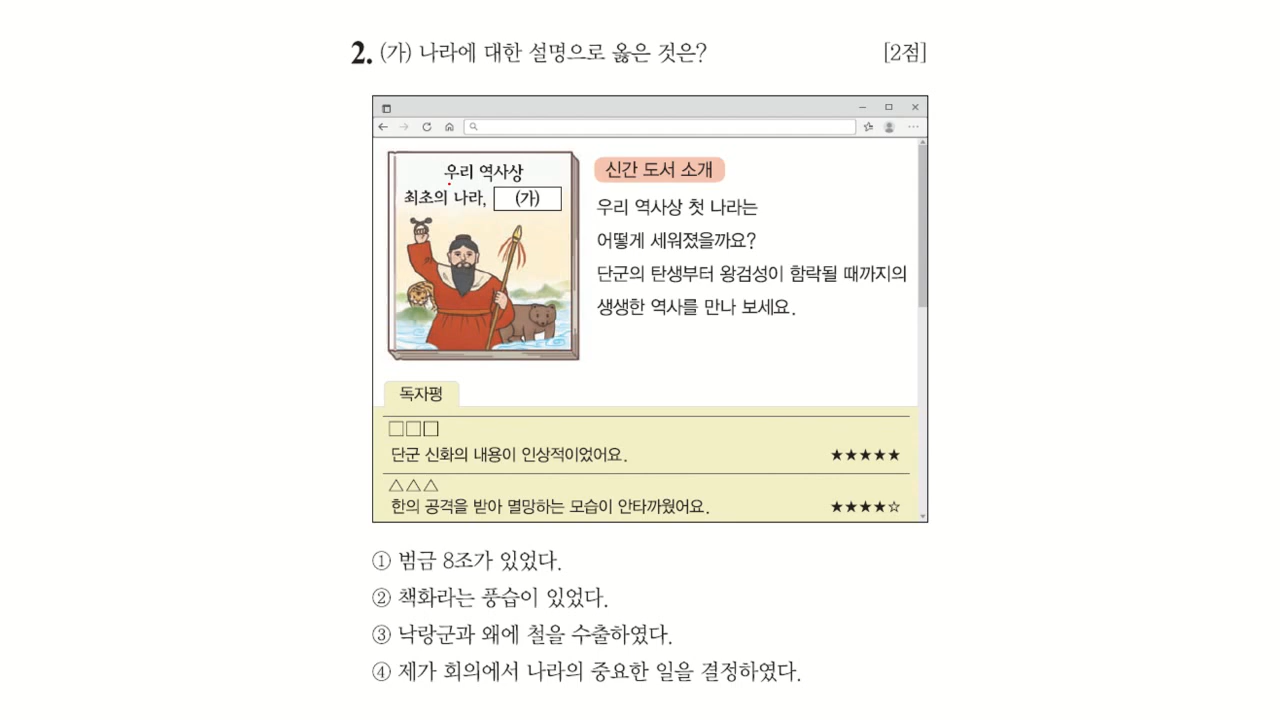 2. (가) 나라에 대한 설명으로 옳은 것은? [2점]
우리 역사상
최초의 나라, (가)
신간 도서 소개
우리 역사상 첫 나라는
어떻게 세워졌을까요?
단군의 탄생부터 왕검성이 함락될 때까지의
생생한 역사를 만나 보세요.
독자평
□□□
단군 신화의 내용이 인상적이었어요. ★★★★★
△△△
한의 공격을 받아 멸망하는 모습이 안타까웠어요. ★★★★☆
① 범금 8조가 있었다.
② 책화라는 풍습이 있었다.
③ 낙랑군과 왜에 철을 수출하였다.
④ 제가 회의에서 나라의 중요한 일을 결정하였다.